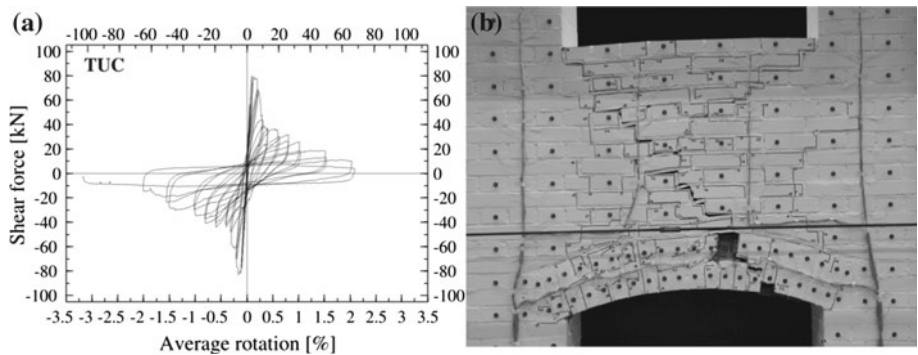 (a)
-100 -80 -60 -40 -20 0 20 40 60 80 100
100 TUC 100
80 80
60 60
40 40
20 20
0 0
-20 -20
-40 -40
-60 -60
-80 -80
-100 -100
-3.5 -3 -2.5 -2 -1.5 -1 -0.5 0 0.5 1 1.5 2 2.5 3 3.5
Shear force [kN]
Average rotation [%]
(b)